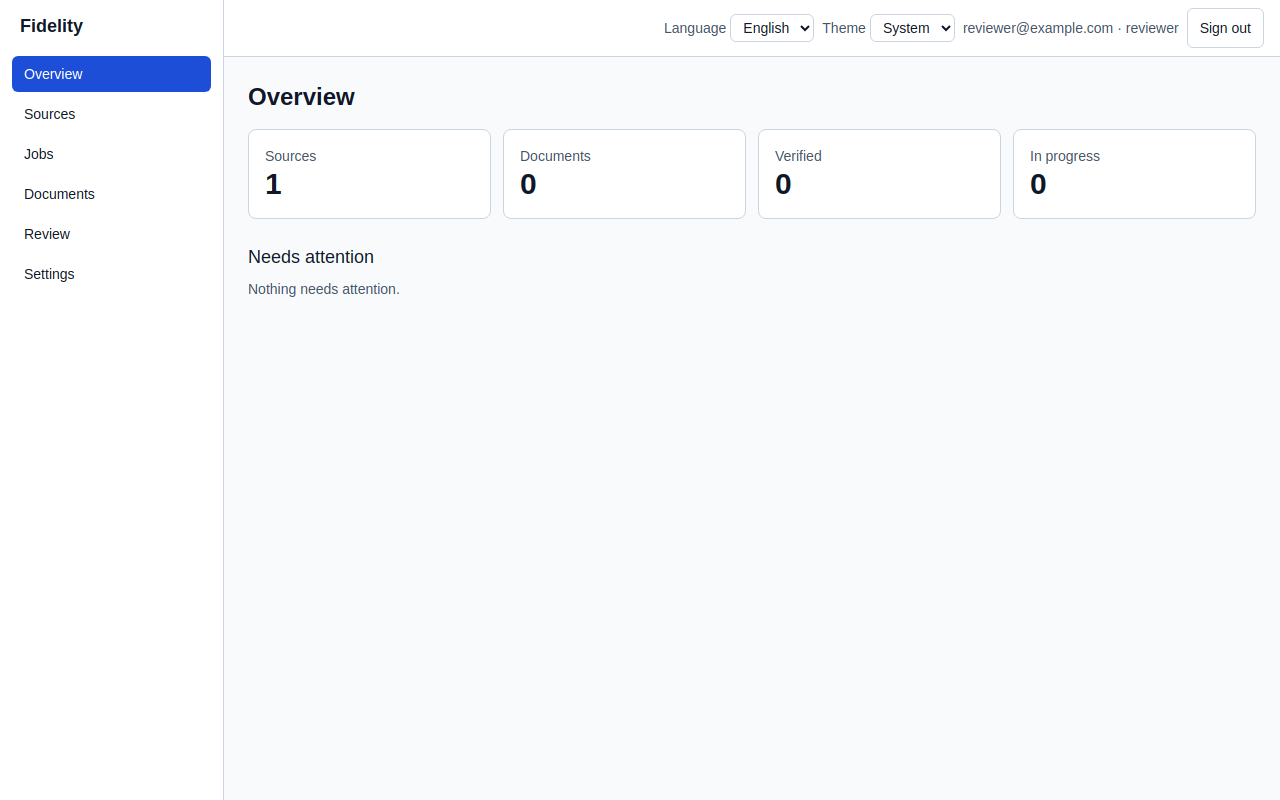 Fidelity
Overview
Sources
Jobs
Documents
Review
Settings
Language English Theme System reviewer@example.com · reviewer Sign out
Overview
Sources
1
Documents
0
Verified
0
In progress
0
Needs attention
Nothing needs attention.